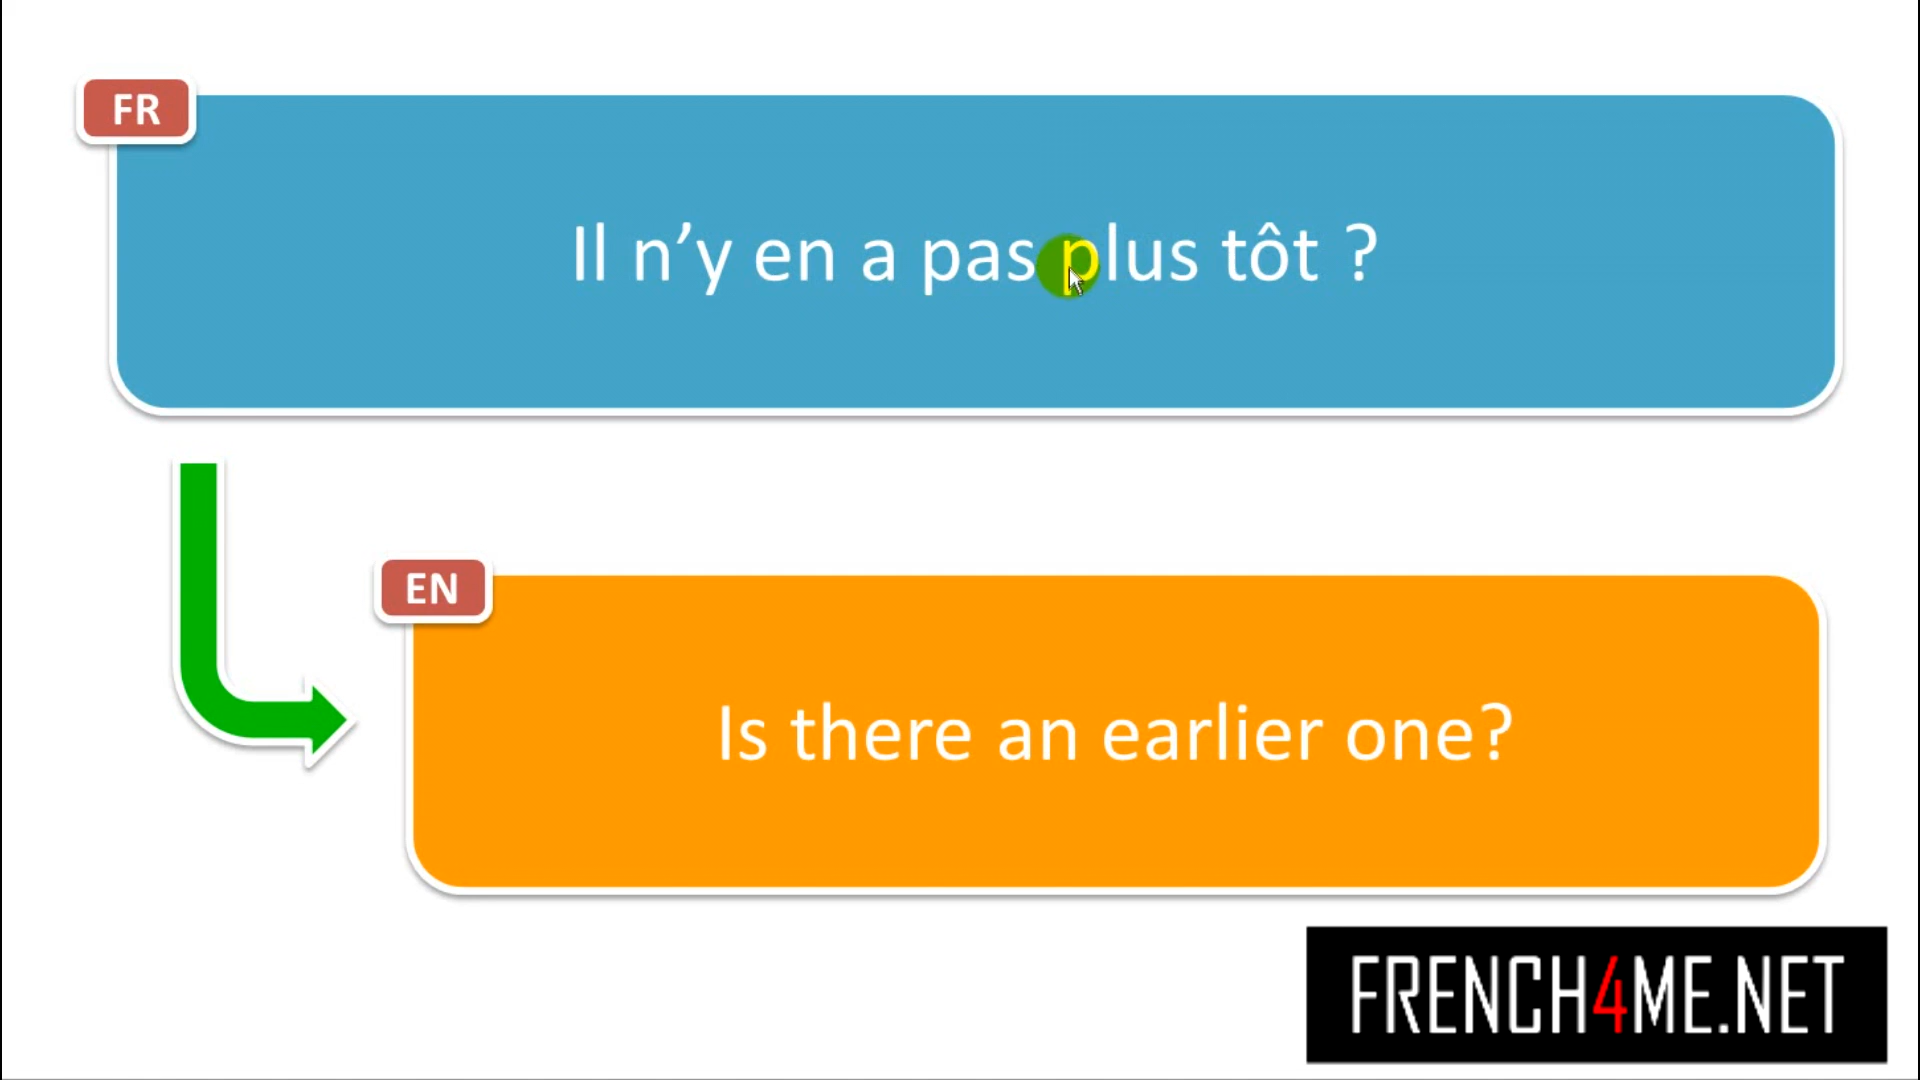 FR
Il n’y en a pas plus tôt ?
EN
Is there an earlier one?
FRENCH4ME.NET